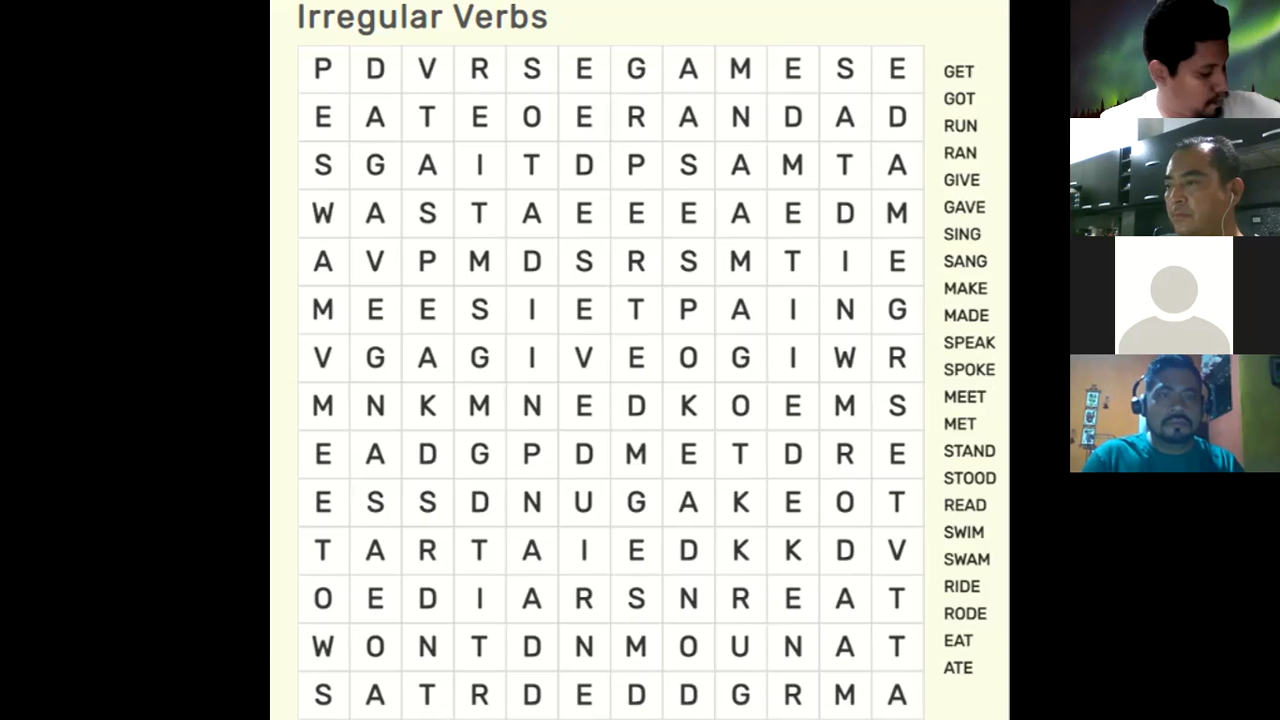 Irregular Verbs
P D V R S E G A M E S E
E A T E O E R A N D A D
S G A I T D P S A M T A
W A S T A E E E A E D M
A V P M D S R S M T I E
M E E S I E T P A I N G
V G A G I V E O G I W R
M N K M N E D K O E M S
E A D G P D M E T D R E
E S S D N U G A K E O T
T A R T A I E D K K D V
O E D I A R S N R E A T
W O N T D N M O U N A T
S A T R D E D D G R M A
GET
GOT
RUN
RAN
GIVE
GAVE
SING
SANG
MAKE
MADE
SPEAK
SPOKE
MEET
MET
STAND
STOOD
READ
SWIM
SWAM
RIDE
RODE
EAT
ATE